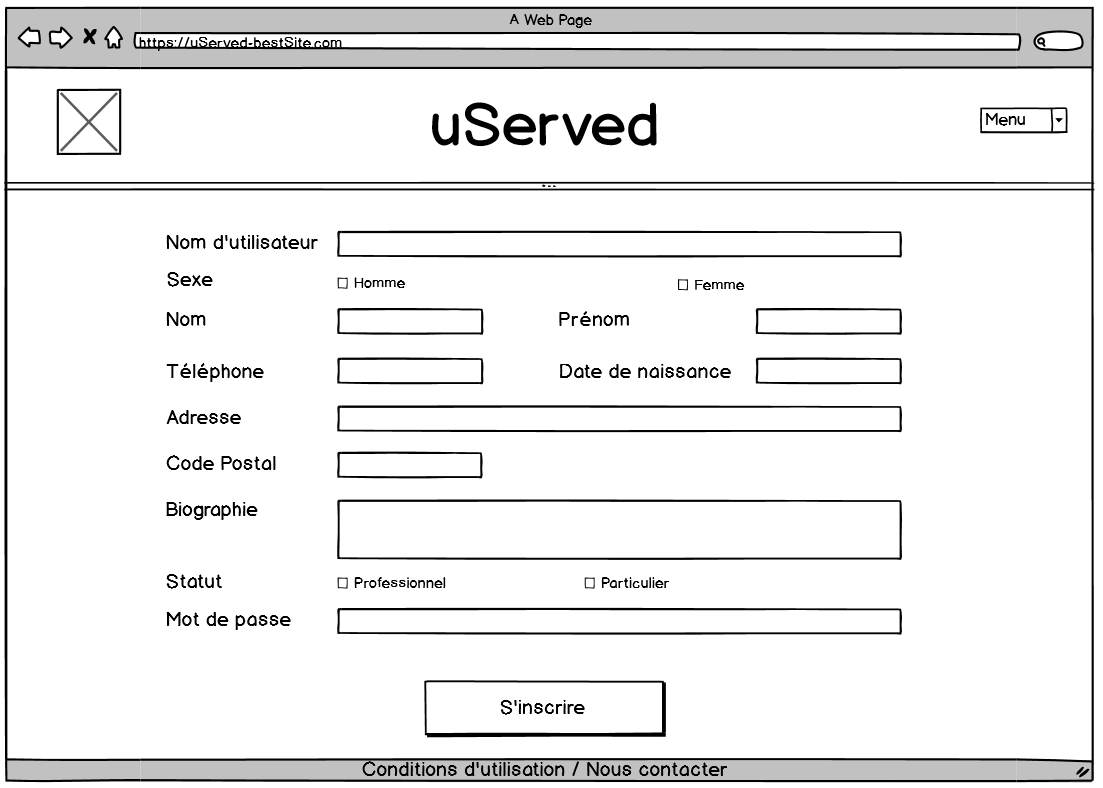 A Web Page
https://uServed-bestSite.com
uServed
Menu
Nom d'utilisateur
Sexe
Homme
Femme
Nom
Prénom
Téléphone
Date de naissance
Adresse
Code Postal
Biographie
Statut
Professionnel
Particulier
Mot de passe
S'inscrire
Conditions d'utilisation / Nous contacter